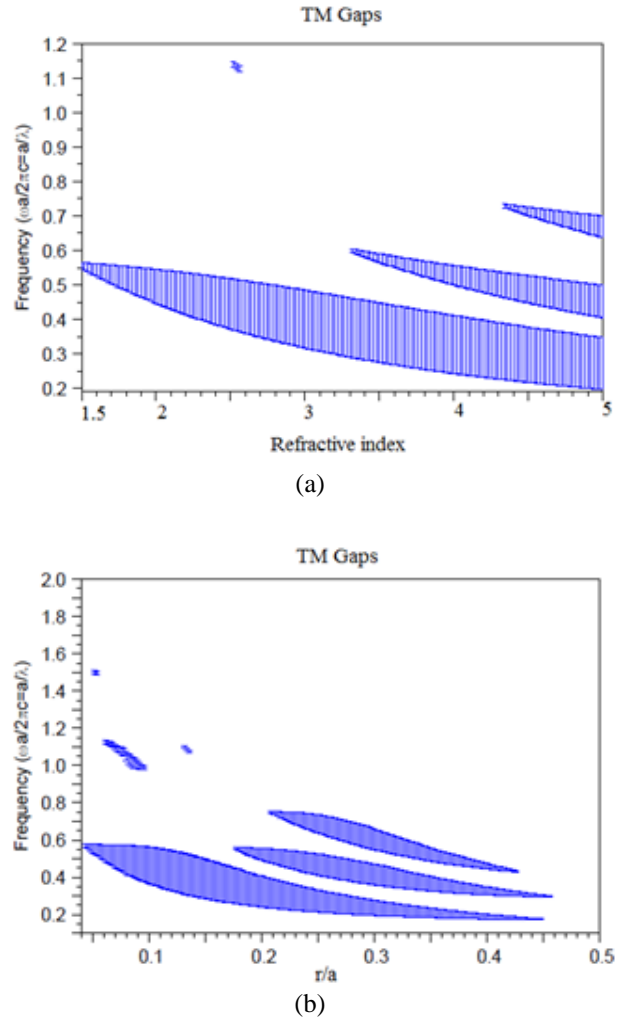 TM Gaps
1.2
1.1
1.0
0.9
0.8
0.7
0.6
0.5
0.4
0.3
0.2
Frequency (ωa/2πc=a/λ)
1.5 2 3 4 5
Refractive index
(a)
TM Gaps
2.0
1.8
1.6
1.4
1.2
1.0
0.8
0.6
0.4
0.2
Frequency (ωa/2πc=a/λ)
0.1 0.2 0.3 0.4 0.5
r/a
(b)